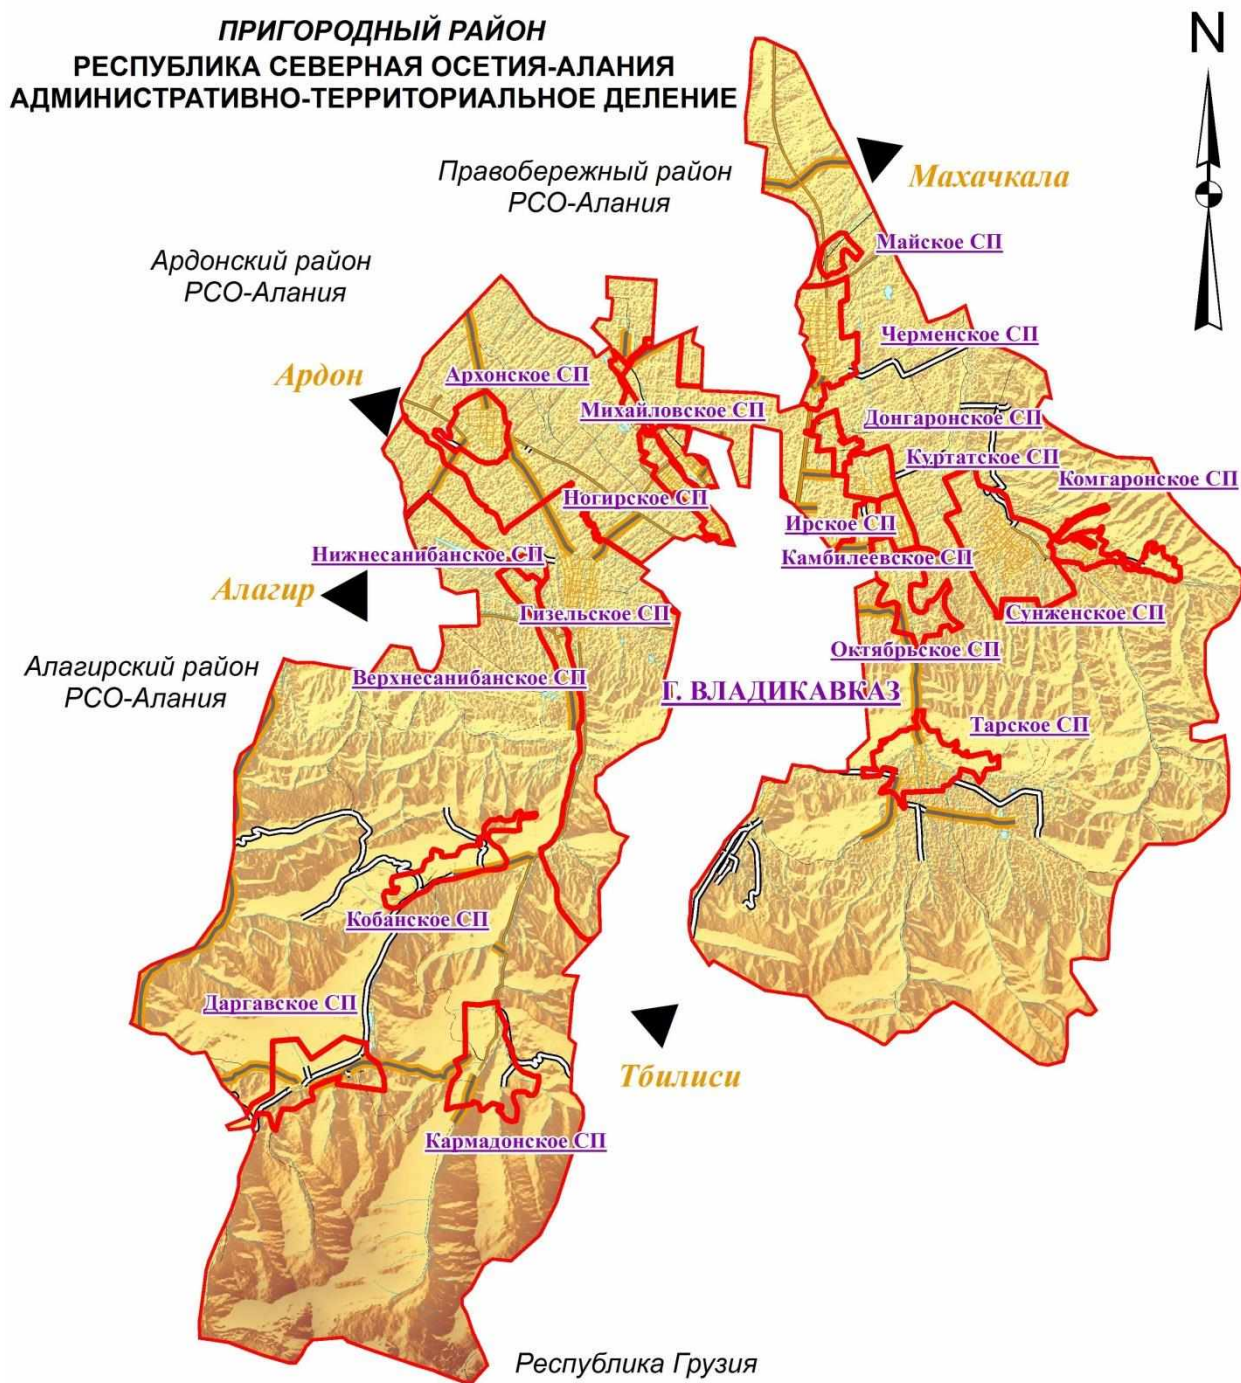 ПРИГОРОДНЫЙ РАЙОН
РЕСПУБЛИКА СЕВЕРНАЯ ОСЕТИЯ-АЛАНИЯ
АДМИНИСТРАТИВНО-ТЕРРИТОРИАЛЬНОЕ ДЕЛЕНИЕ
N
Правобережный район
РСО-Алания
Махачкала
Майское СП
Ардонский район
РСО-Алания
Черменское СП
Ардон
Архонское СП
Михайловское СП
Донгаронское СП
Куртатское СП
Комгаронское СП
Ногирское СП
Ирское СП
Нижнесанибанское СП
Камбилеевское СП
Алагир
Гизельское СП
Сунженское СП
Октябрьское СП
Алагирский район
РСО-Алания
Верхнесанибанское СП
Г. ВЛАДИКАВКАЗ
Тарское СП
Кобанское СП
Даргавское СП
Тбилиси
Кармадонское СП
Республика Грузия